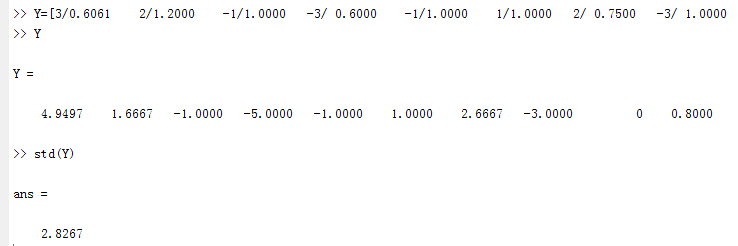 >> Y=[3/0.6061 2/1.2000 -1/1.0000 -3/ 0.6000 -1/1.0000 1/1.0000 2/ 0.7500 -3/ 1.0000
>> Y
Y =
4.9497 1.6667 -1.0000 -5.0000 -1.0000 1.0000 2.6667 -3.0000 0 0.8000
>> std(Y)
ans =
2.8267